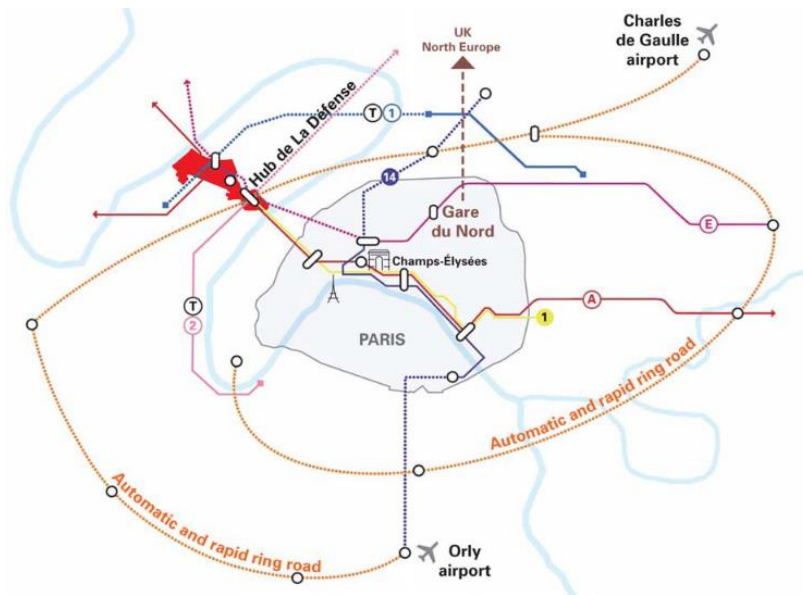 Charles
de Gaulle
airport
UK
North Europe
Hub de La Défense
T 1
14
Gare
du Nord
E
Champs-Élysées
T
2
A
1
PARIS
Automatic and rapid ring road
Automatic and rapid ring road
Orly
airport